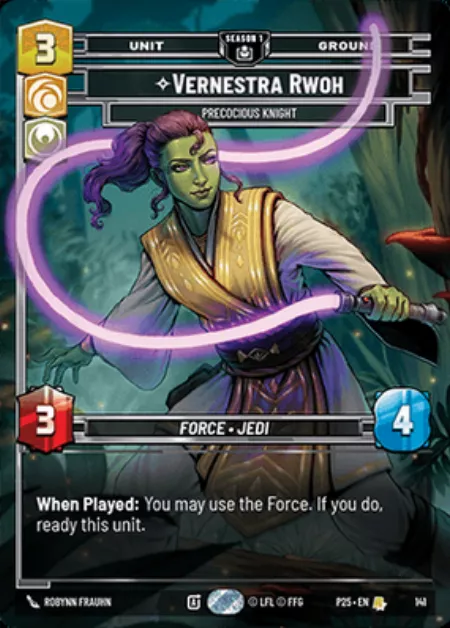 3
UNIT
SEASON 1
GROUND
VERNESTRA RWOH
PRECOCIOUS KNIGHT
3
FORCE • JEDI
4
When Played: You may use the Force. If you do,
ready this unit.
ROBYNN FRAUHN
© LFL © FFG
P25 • EN
141